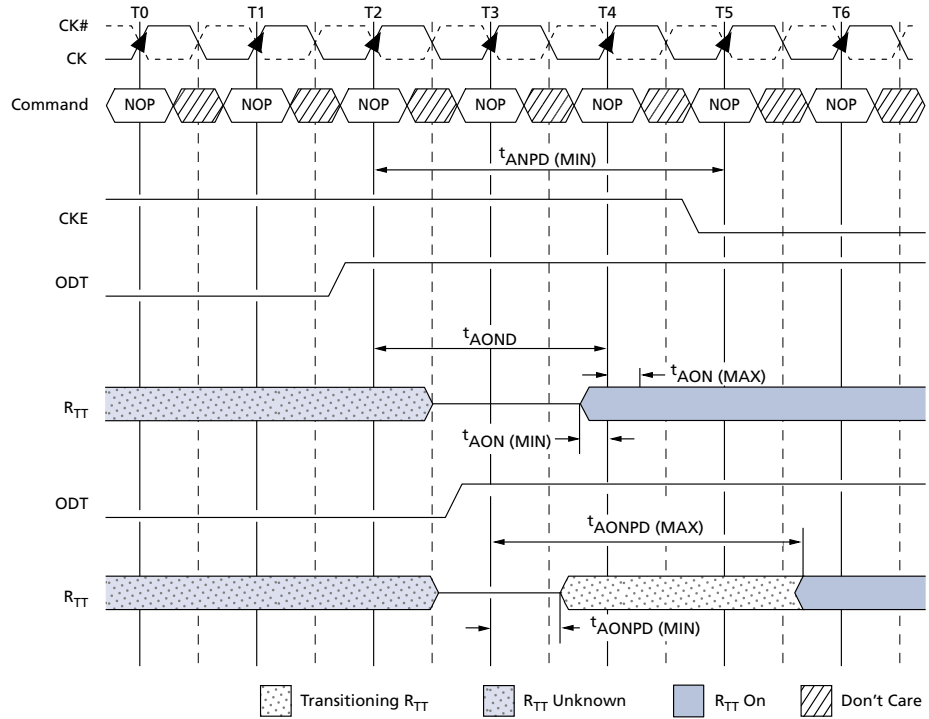 T0 T1 T2 T3 T4 T5 T6
CK#
CK
Command NOP NOP NOP NOP NOP NOP NOP
tANPD (MIN)
CKE
ODT
tAOND
tAON (MAX)
RTT
tAON (MIN)
ODT
tAONPD (MAX)
RTT
tAONPD (MIN)
Transitioning RTT RTT Unknown RTT On Don't Care